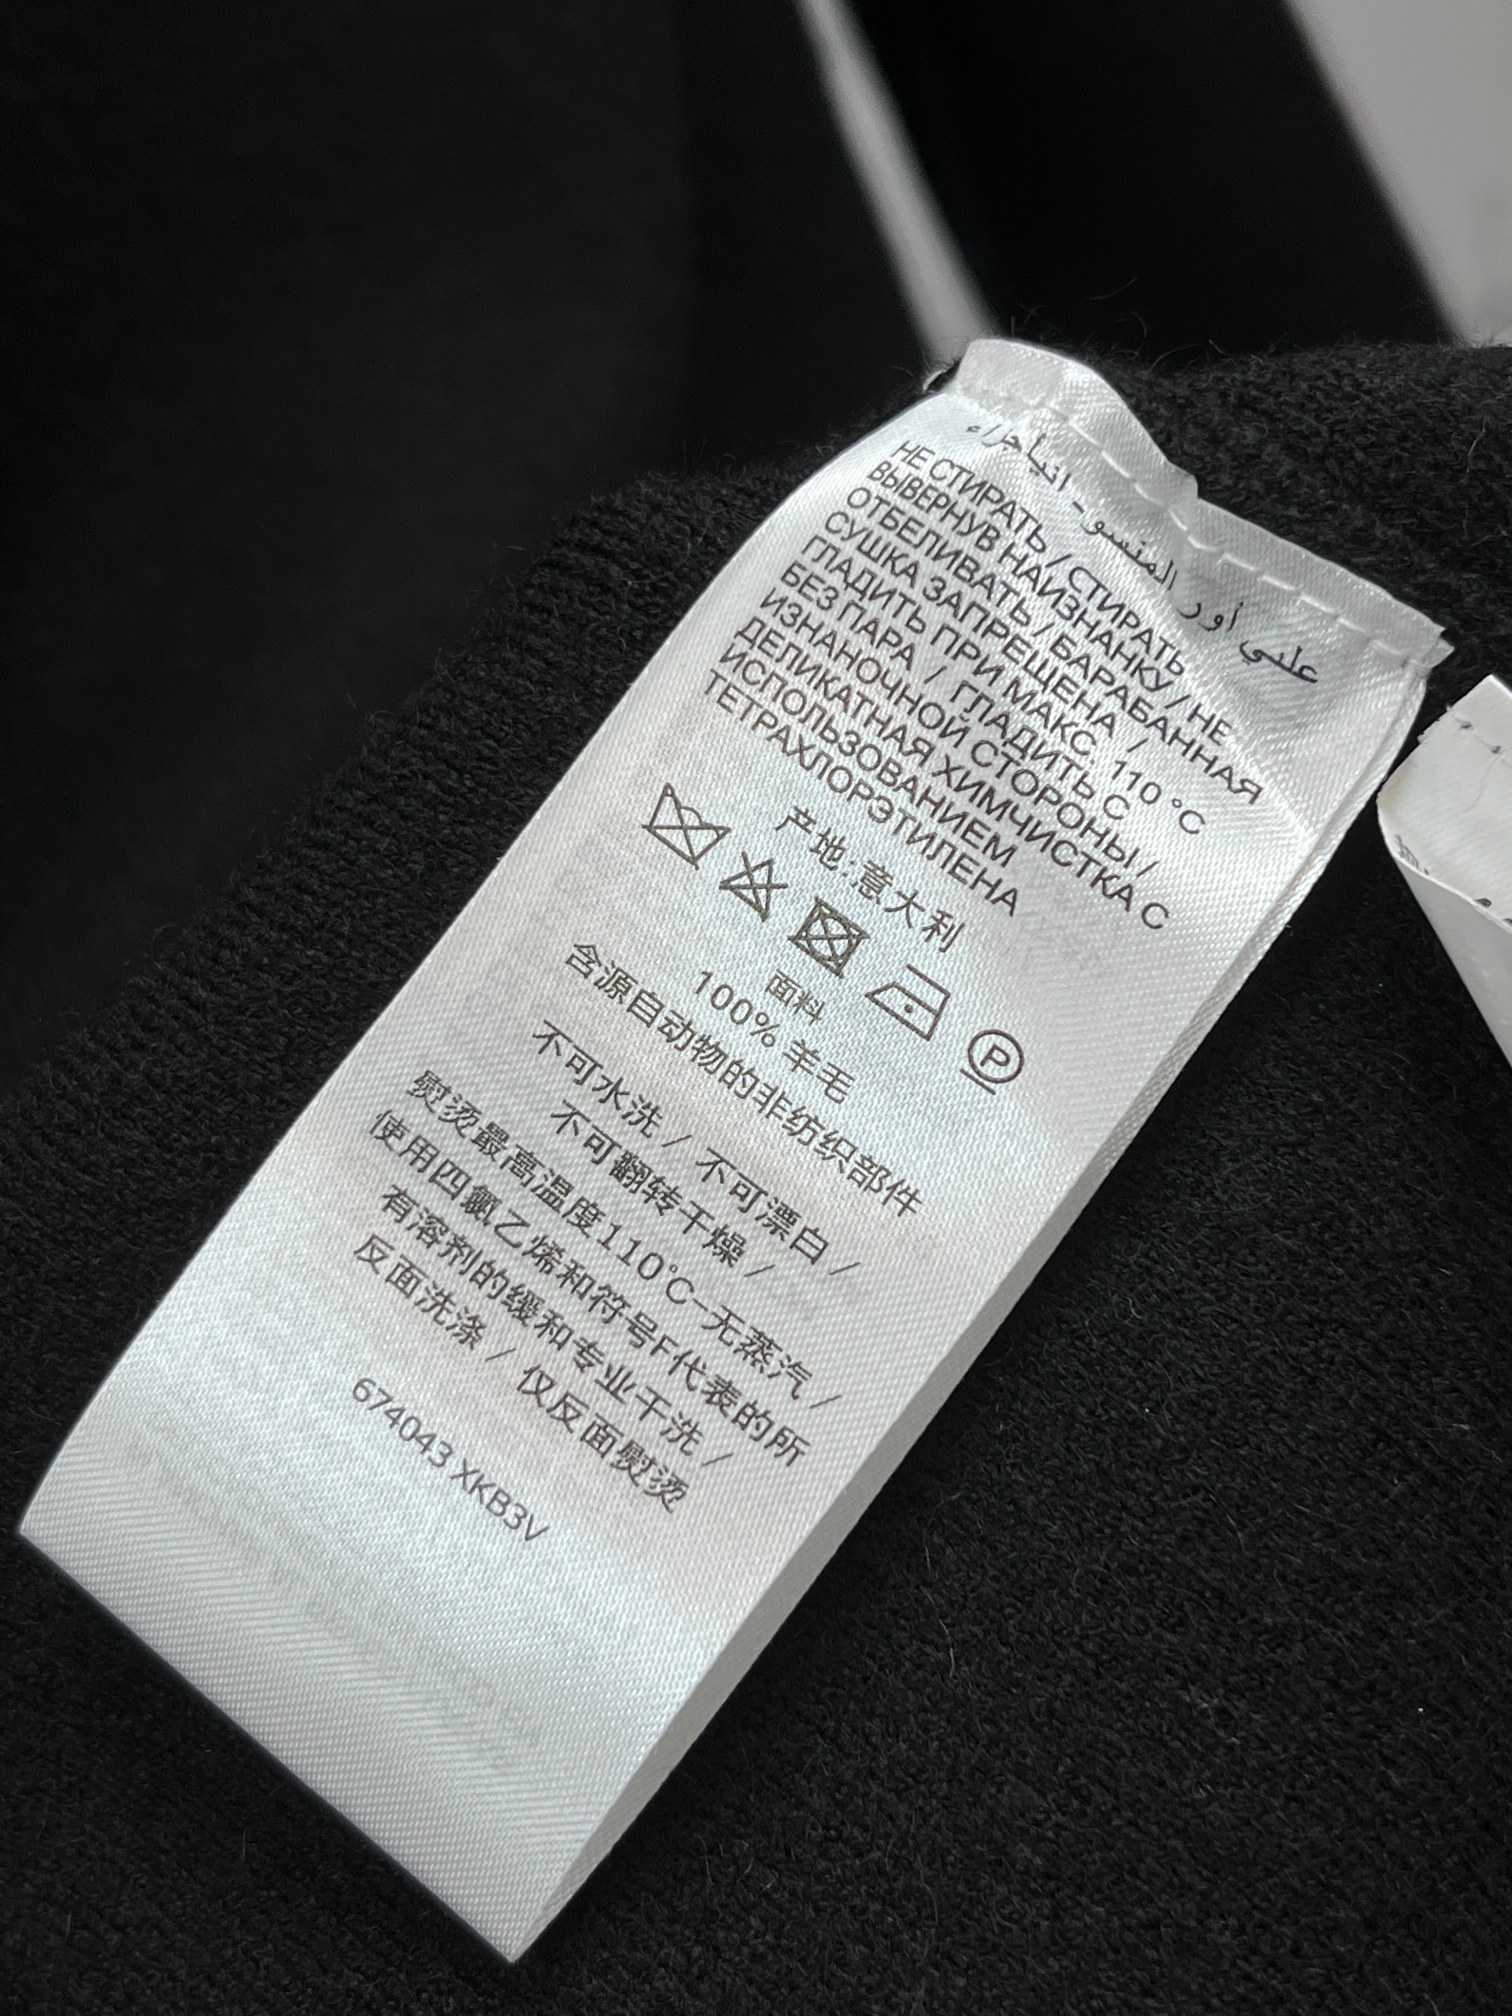 على أور المنسو- انياجزاء
НЕ СТИРАТЬ / СТИРАТЬ
ВЫВЕРНУВ НАИЗНАНКУ / НЕ
ОТБЕЛИВАТЬ / БАРАБАННАЯ
СУШКА ЗАПРЕЩЕНА /
ГЛАДИТЬ ПРИ МАКС. 110 °C
БЕЗ ПАРА / ГЛАДИТЬ С
ИЗНАНОЧНОЙ СТОРОНЫ /
ДЕЛИКАТНАЯ ХИМЧИСТКА С
ИСПОЛЬЗОВАНИЕМ
ТЕТРАХЛОРЭТИЛЕНА
产地:意大利
P
面料
100% 羊毛
含源自动物的非纺织部件
不可水洗 / 不可漂白 /
不可翻转干燥 /
熨烫最高温度110°C-无蒸汽 /
使用四氯乙烯和符号F代表的所
有溶剂的缓和专业干洗 /
反面洗涤 / 仅反面熨烫
674043 XKB3V